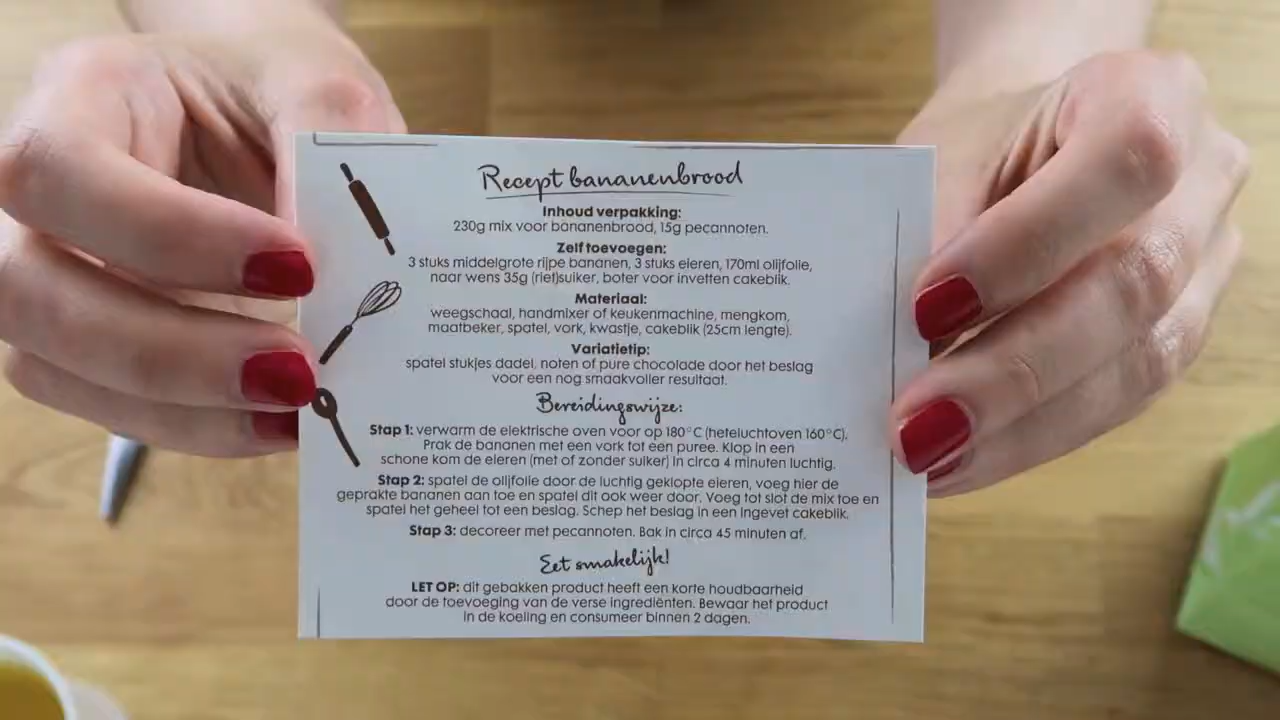 Recept bananenbrood
Inhoud verpakking:
230g mix voor bananenbrood, 15g pecannoten.
Zelf toevoegen:
3 stuks middelgrote rijpe bananen, 3 stuks eieren, 170ml olijfolie,
naar wens 35g (riet)suiker, boter voor invetten cakeblik.
Materiaal:
weegschaal, handmixer of keukenmachine, mengkom,
maatbeker, spatel, vork, kwastje, cakeblik (25cm lengte).
Variatietip:
spatel stukjes dadel, noten of pure chocolade door het beslag
voor een nog smaakvoller resultaat.
Bereidingswijze:
Stap 1: verwarm de elektrische oven voor op 180°C (heteluchtoven 160°C).
Prak de bananen met een vork tot een puree. Klop in een
schone kom de eieren (met of zonder suiker) in circa 4 minuten luchtig.
Stap 2: spatel de olijfolie door de luchtig geklopte eieren, voeg hier de
geprakte bananen aan toe en spatel dit ook weer door. Voeg tot slot de mix toe en
spatel het geheel tot een beslag. Schep het beslag in een ingevet cakeblik.
Stap 3: decoreer met pecannoten. Bak in circa 45 minuten af.
Eet smakelijk!
LET OP: dit gebakken product heeft een korte houdbaarheid
door de toevoeging van de verse ingrediënten. Bewaar het product
in de koeling en consumeer binnen 2 dagen.